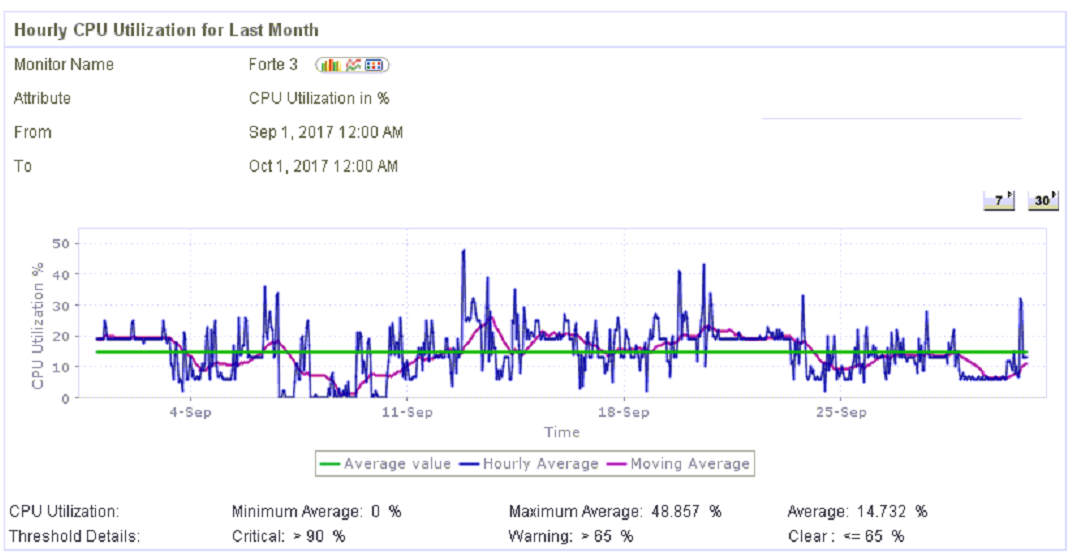 Hourly CPU Utilization for Last Month
Monitor Name Forte 3
Attribute CPU Utilization in %
From Sep 1, 2017 12:00 AM
To Oct 1, 2017 12:00 AM
7 30
CPU Utilization %
50
40
30
20
10
0
4-Sep 11-Sep 18-Sep 25-Sep
Time
Average value Hourly Average Moving Average
CPU Utilization: Minimum Average: 0 % Maximum Average: 48.857 % Average: 14.732 %
Threshold Details: Critical: > 90 % Warning: > 65 % Clear : <= 65 %